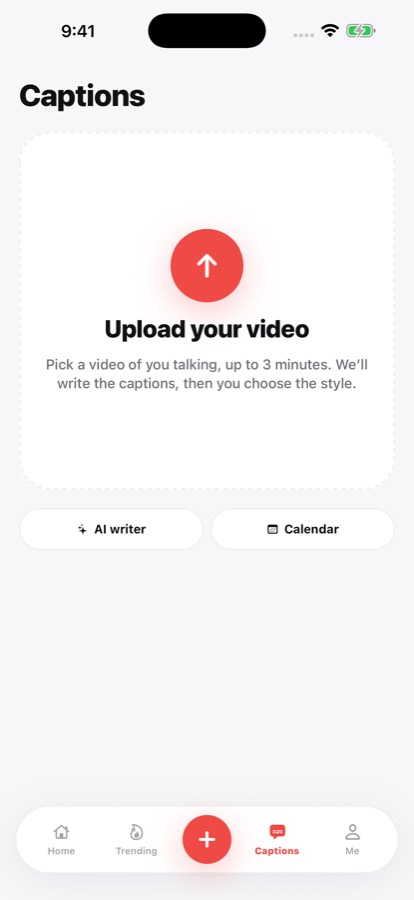 9:41
Captions
Upload your video
Pick a video of you talking, up to 3 minutes. We’ll
write the captions, then you choose the style.
AI writer
Calendar
Home
Trending
Captions
Me